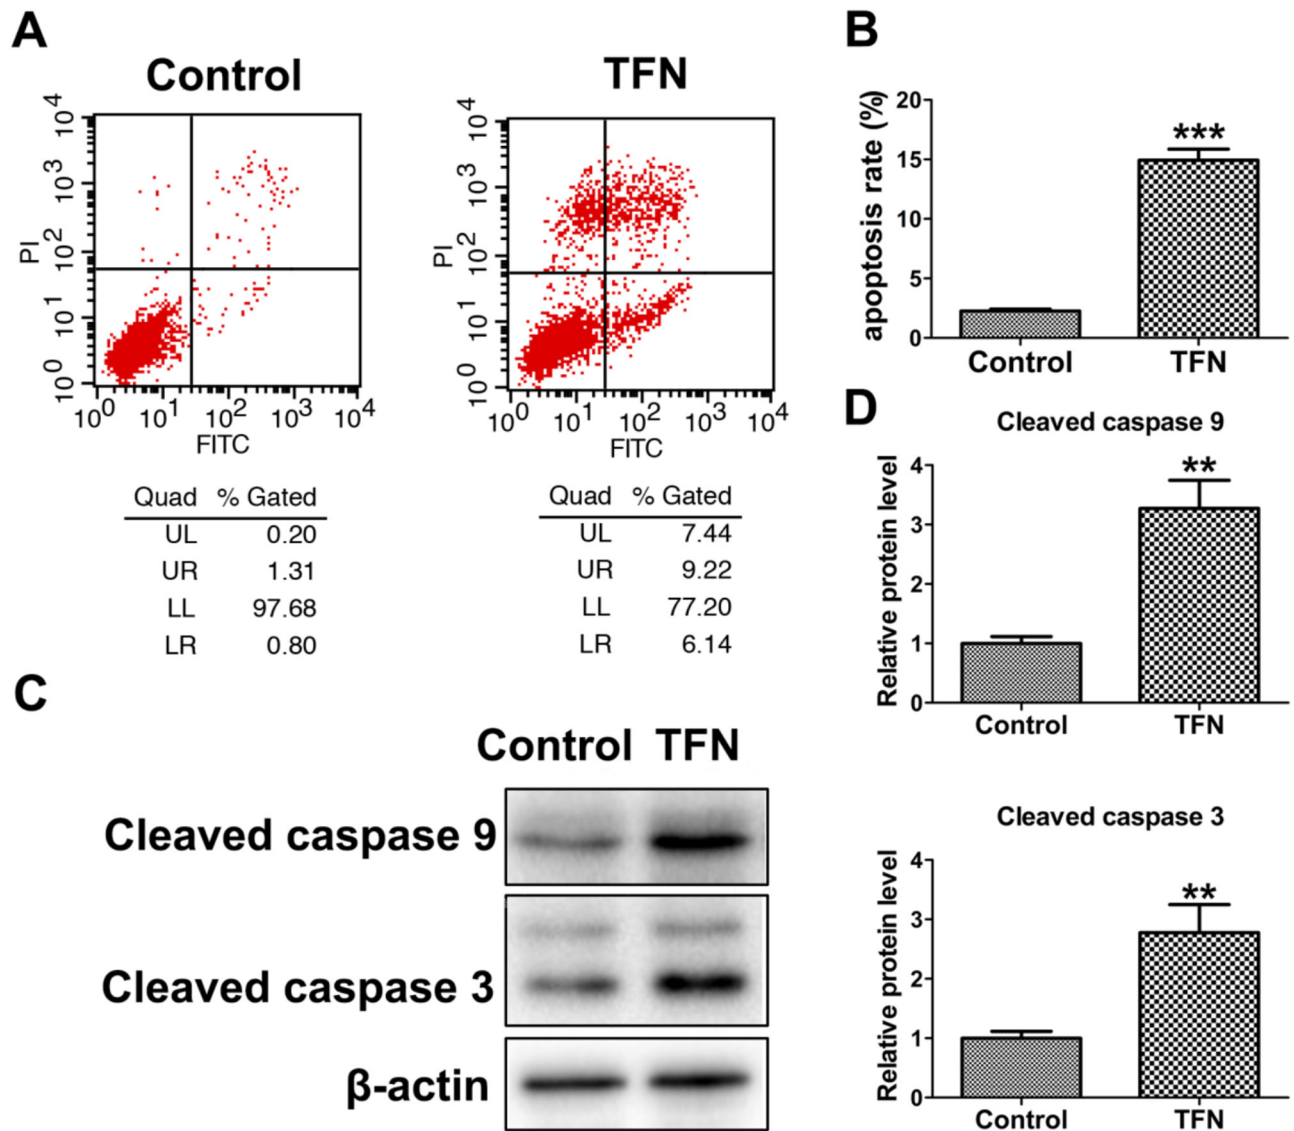 A
Control
TFN
PI
10^4
10^3
10^2
10^1
10^0
10^0 10^1 10^2 10^3 10^4
FITC
PI
10^4
10^3
10^2
10^1
10^0
10^0 10^1 10^2 10^3 10^4
FITC
Quad % Gated
UL 0.20
UR 1.31
LL 97.68
LR 0.80
Quad % Gated
UL 7.44
UR 9.22
LL 77.20
LR 6.14
B
apoptosis rate (%)
20
15
10
5
0
***
Control TFN
C
Control TFN
Cleaved caspase 9
Cleaved caspase 3
β-actin
D
Cleaved caspase 9
Relative protein level
4
3
2
1
0
**
Control TFN
Cleaved caspase 3
Relative protein level
4
3
2
1
0
**
Control TFN